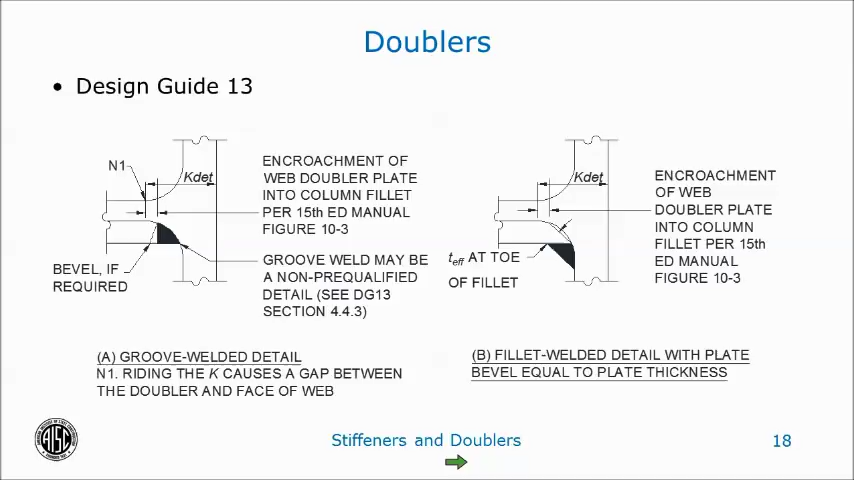 Doublers
• Design Guide 13
N1
Kdet
ENCROACHMENT OF
WEB DOUBLER PLATE
INTO COLUMN FILLET
PER 15th ED MANUAL
FIGURE 10-3
BEVEL, IF
REQUIRED
GROOVE WELD MAY BE
A NON-PREQUALIFIED
DETAIL (SEE DG13
SECTION 4.4.3)
(A) GROOVE-WELDED DETAIL
N1. RIDING THE K CAUSES A GAP BETWEEN
THE DOUBLER AND FACE OF WEB
Kdet
ENCROACHMENT
OF WEB
DOUBLER PLATE
INTO COLUMN
FILLET PER 15th
ED MANUAL
FIGURE 10-3
teff AT TOE
OF FILLET
(B) FILLET-WELDED DETAIL WITH PLATE
BEVEL EQUAL TO PLATE THICKNESS
AISC
Stiffeners and Doublers
18